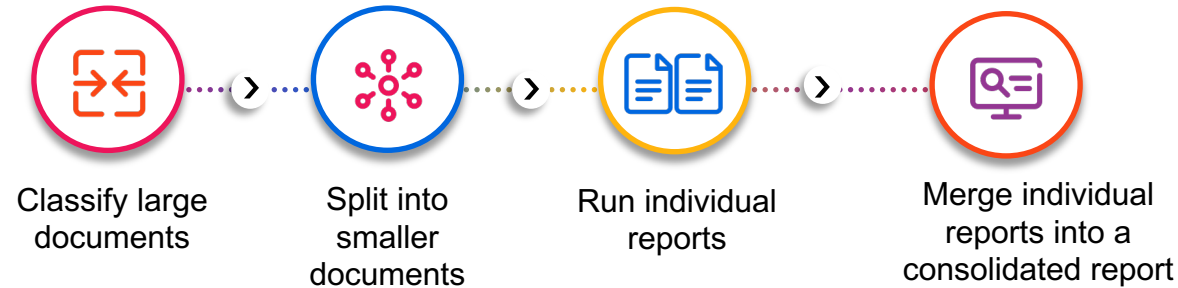 Classify large
documents
Split into
smaller
documents
Run individual
reports
Merge individual
reports into a
consolidated report